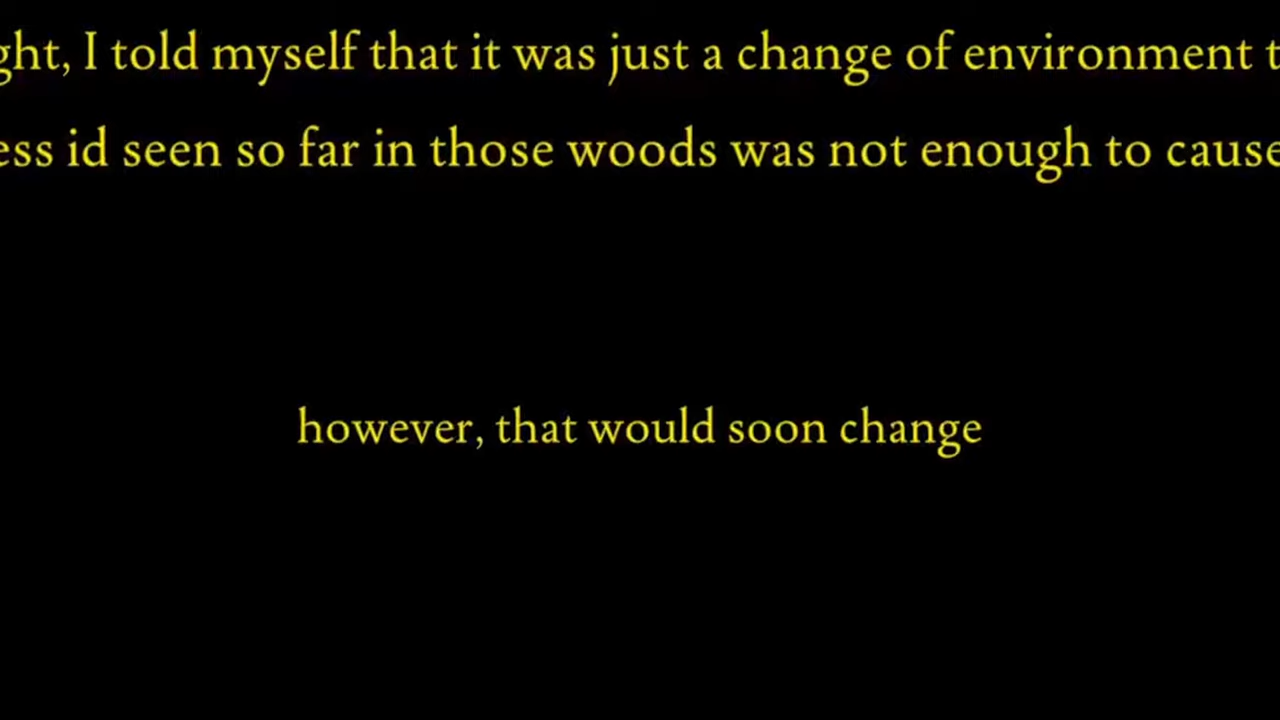 ght, I told myself that it was just a change of environment t
ess id seen so far in those woods was not enough to cause
however, that would soon change